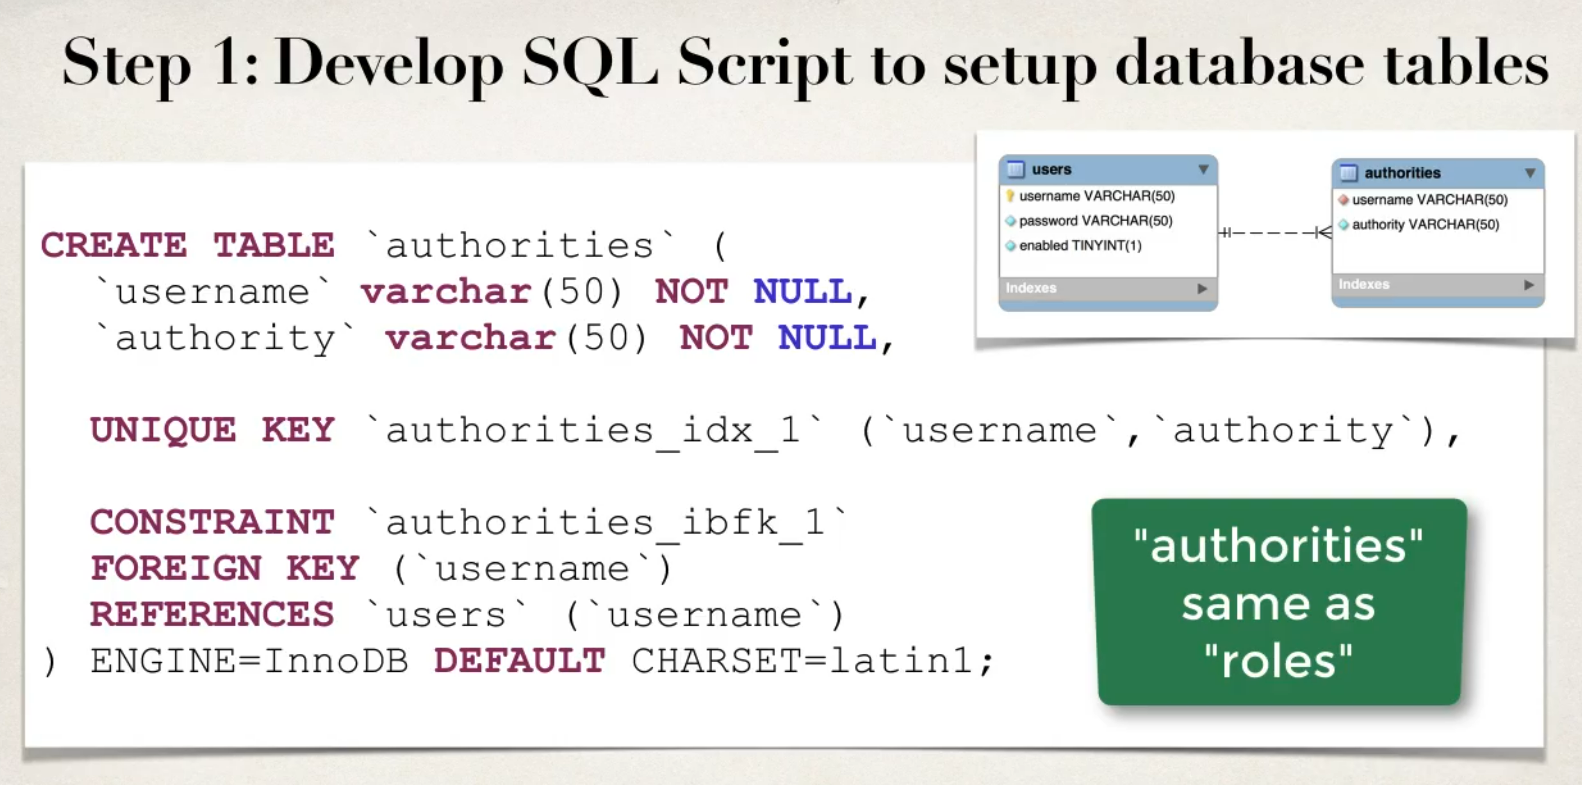 Step 1: Develop SQL Script to setup database tables
users
username VARCHAR(50)
password VARCHAR(50)
enabled TINYINT(1)
Indexes
authorities
username VARCHAR(50)
authority VARCHAR(50)
Indexes
CREATE TABLE `authorities` (
`username` varchar(50) NOT NULL,
`authority` varchar(50) NOT NULL,
UNIQUE KEY `authorities_idx_1` (`username`,`authority`),
CONSTRAINT `authorities_ibfk_1`
FOREIGN KEY (`username`)
REFERENCES `users` (`username`)
) ENGINE=InnoDB DEFAULT CHARSET=latin1;
"authorities"
same as
"roles"